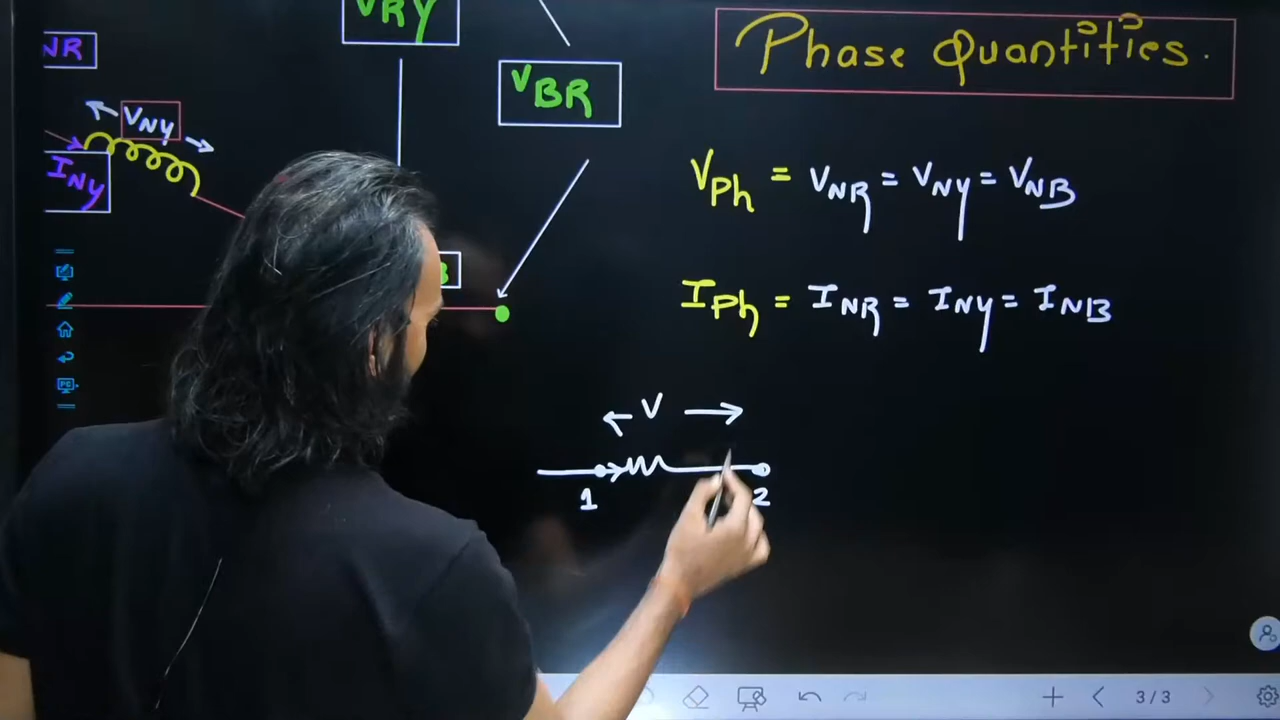 VRY
Phase Quantities.
NR
VBR
VNY
INY
VPh = VNR = VNY = VNB
B
IPh = INR = INY = INB
V
1
2
3/3